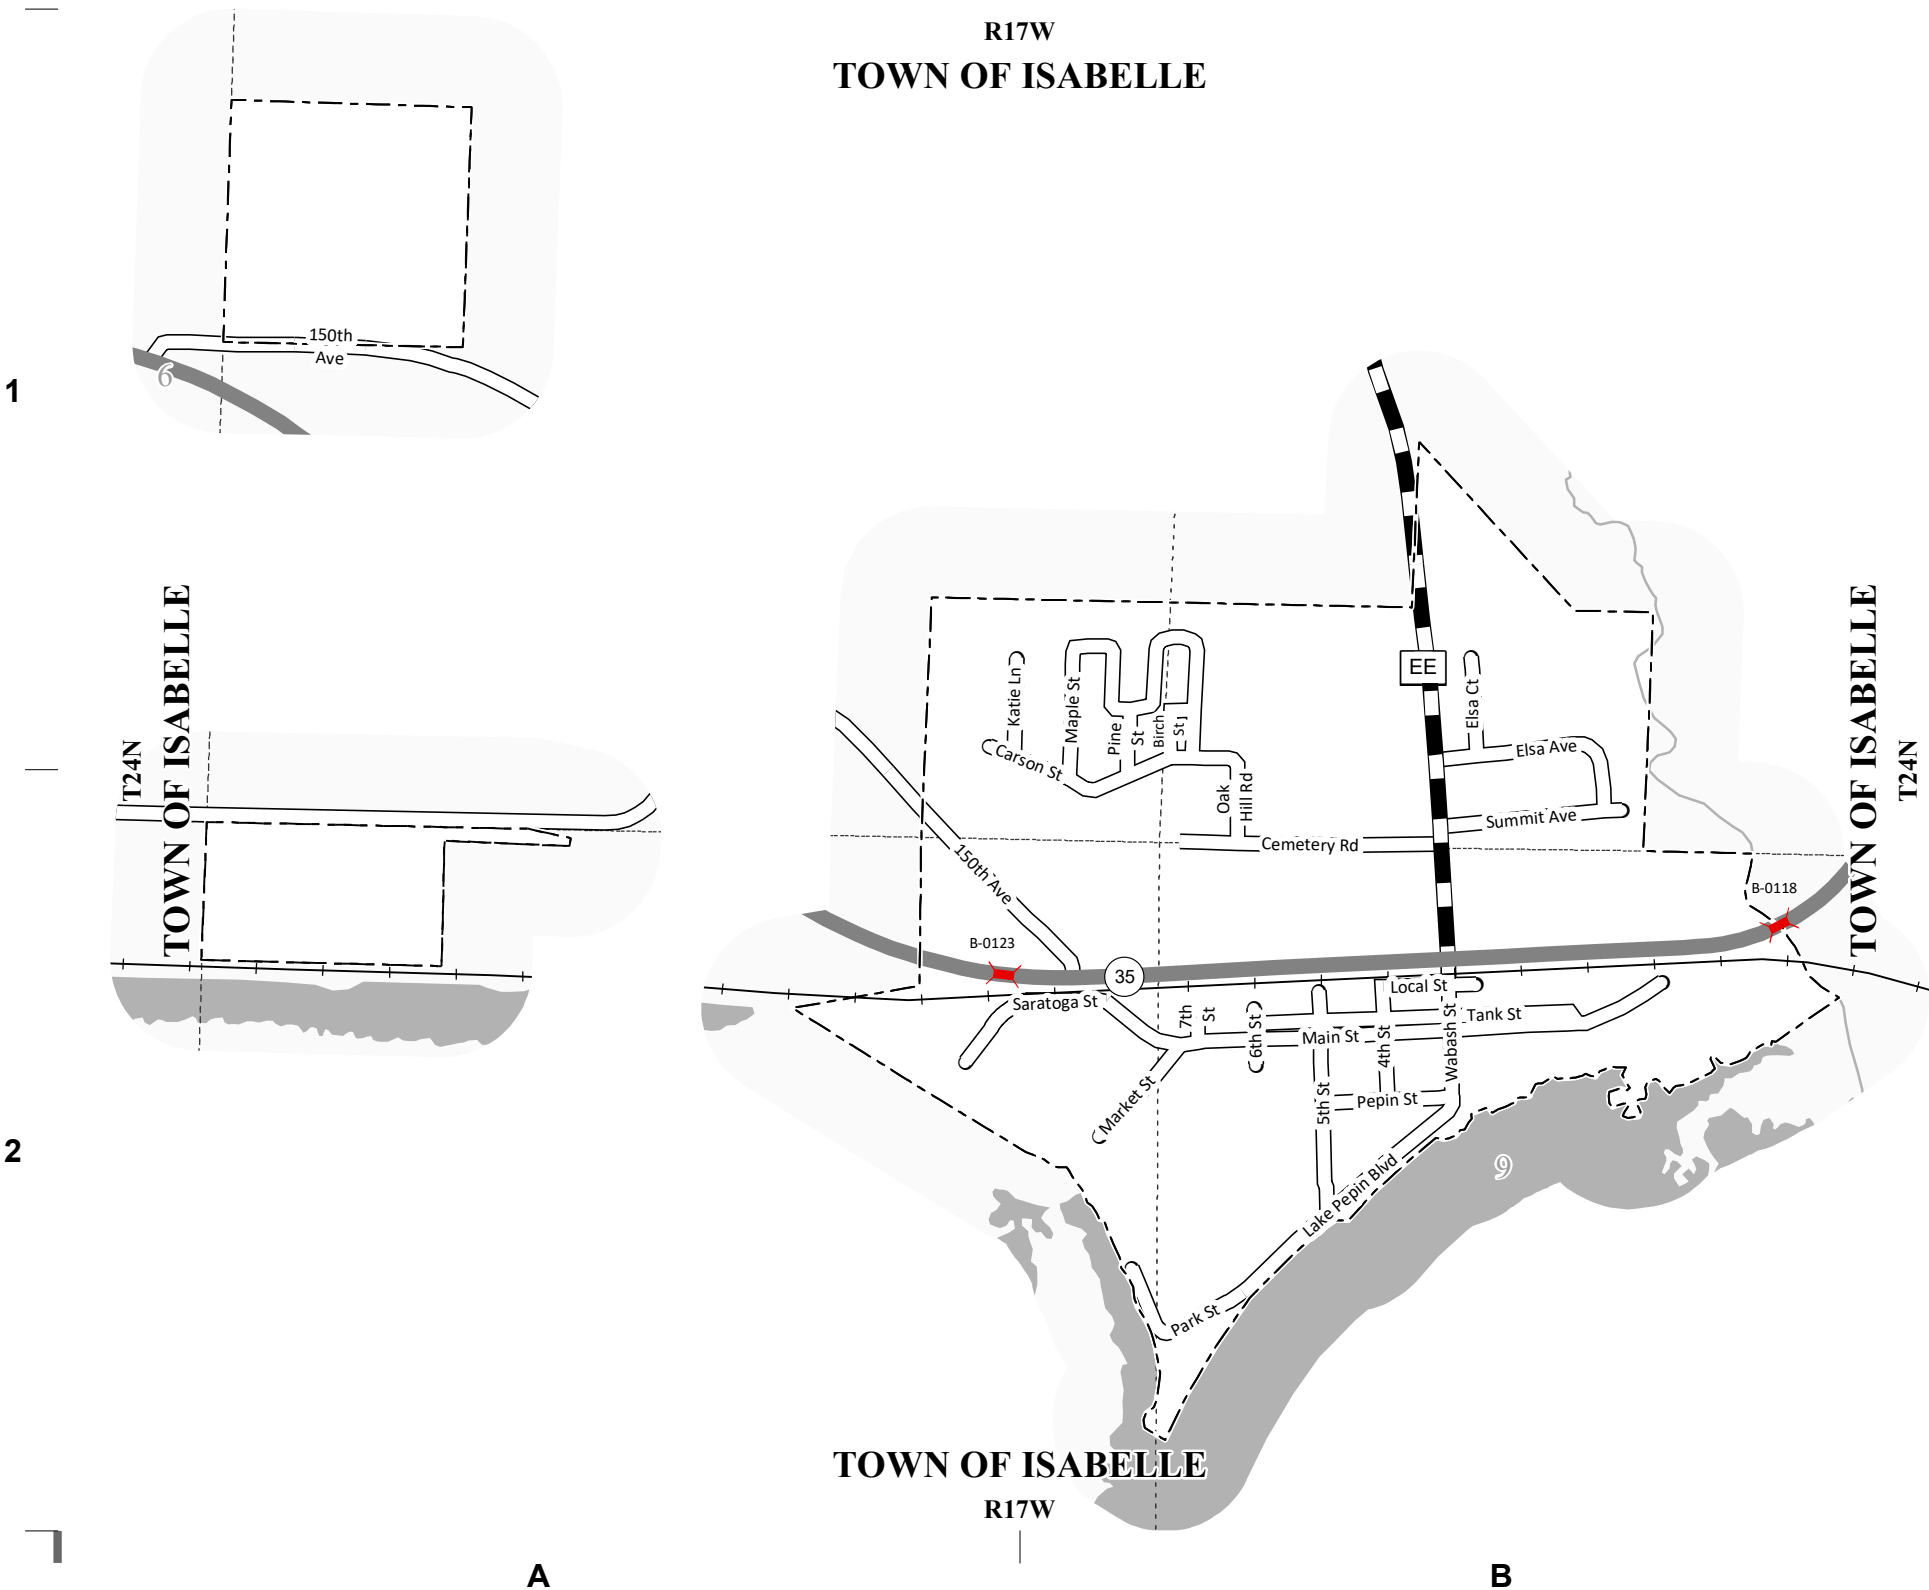 R17W
TOWN OF ISABELLE
150th
Ave
6
1
EE
TOWN OF ISABELLE
T24N
TOWN OF ISABELLE
T24N
Katie Ln
Maple St
Pine
St
Birch
St
Carson St
Oak
Hill Rd
Elsa Ct
Elsa Ave
Summit Ave
Cemetery Rd
150th Ave
B-0118
B-0123
35
Local St
Saratoga St
7th
St
6th St
Tank St
Main St
4th St
Wabash St
Market St
5th St
Pepin St
2
9
Lake Pepin Blvd
Park St
TOWN OF ISABELLE
R17W
A
B